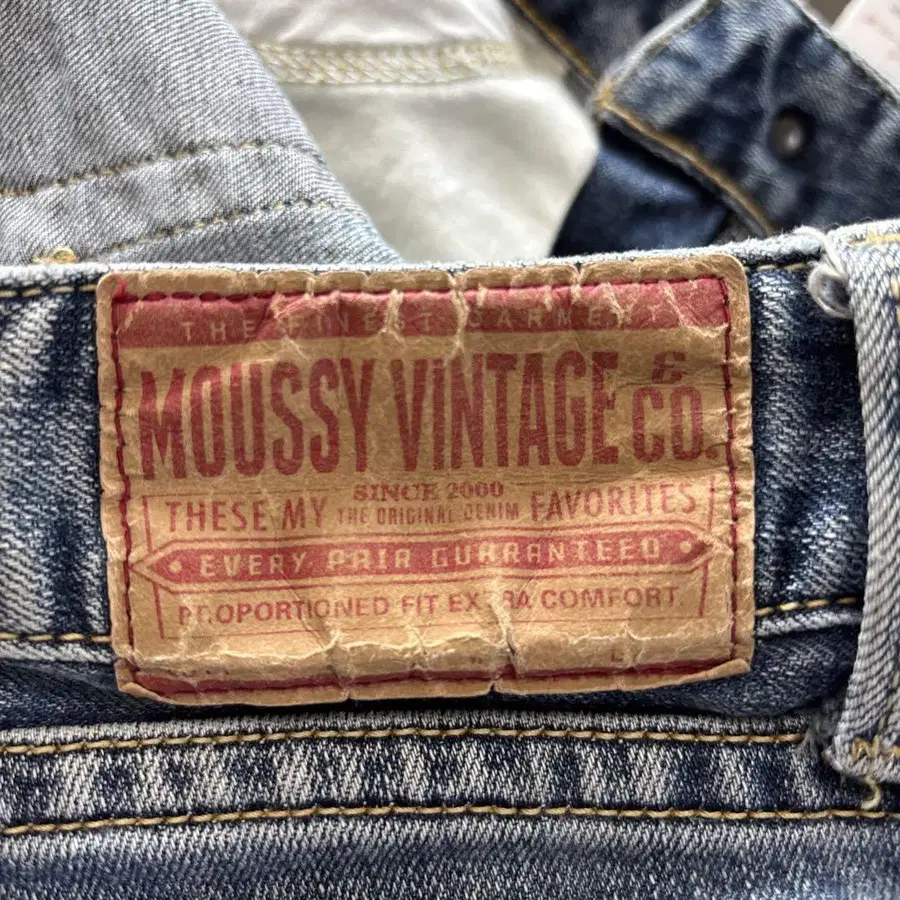 THE FINEST GARMENT
MOUSSY VINTAGE & CO.
SINCE 2000
THESE MY THE ORIGINAL DENIM FAVORITES
• EVERY PAIR GUARANTEED •
PROPORTIONED FIT EXTRA COMFORT